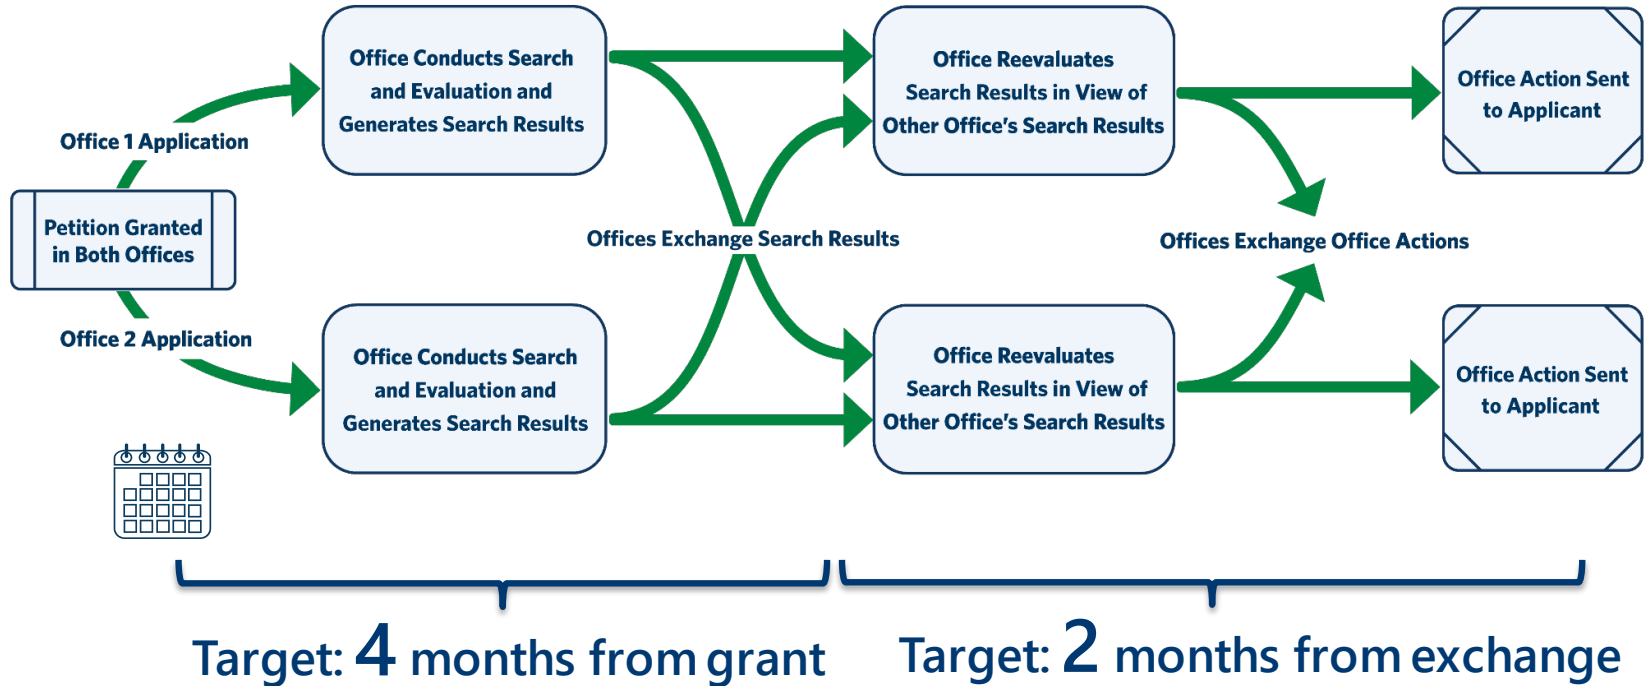 Office 1 Application
Petition Granted
in Both Offices
Office 2 Application
Office Conducts Search
and Evaluation and
Generates Search Results
Office Conducts Search
and Evaluation and
Generates Search Results
Offices Exchange Search Results
Office Reevaluates
Search Results in View of
Other Office's Search Results
Office Reevaluates
Search Results in View of
Other Office's Search Results
Offices Exchange Office Actions
Office Action Sent
to Applicant
Office Action Sent
to Applicant
Target: 4 months from grant
Target: 2 months from exchange